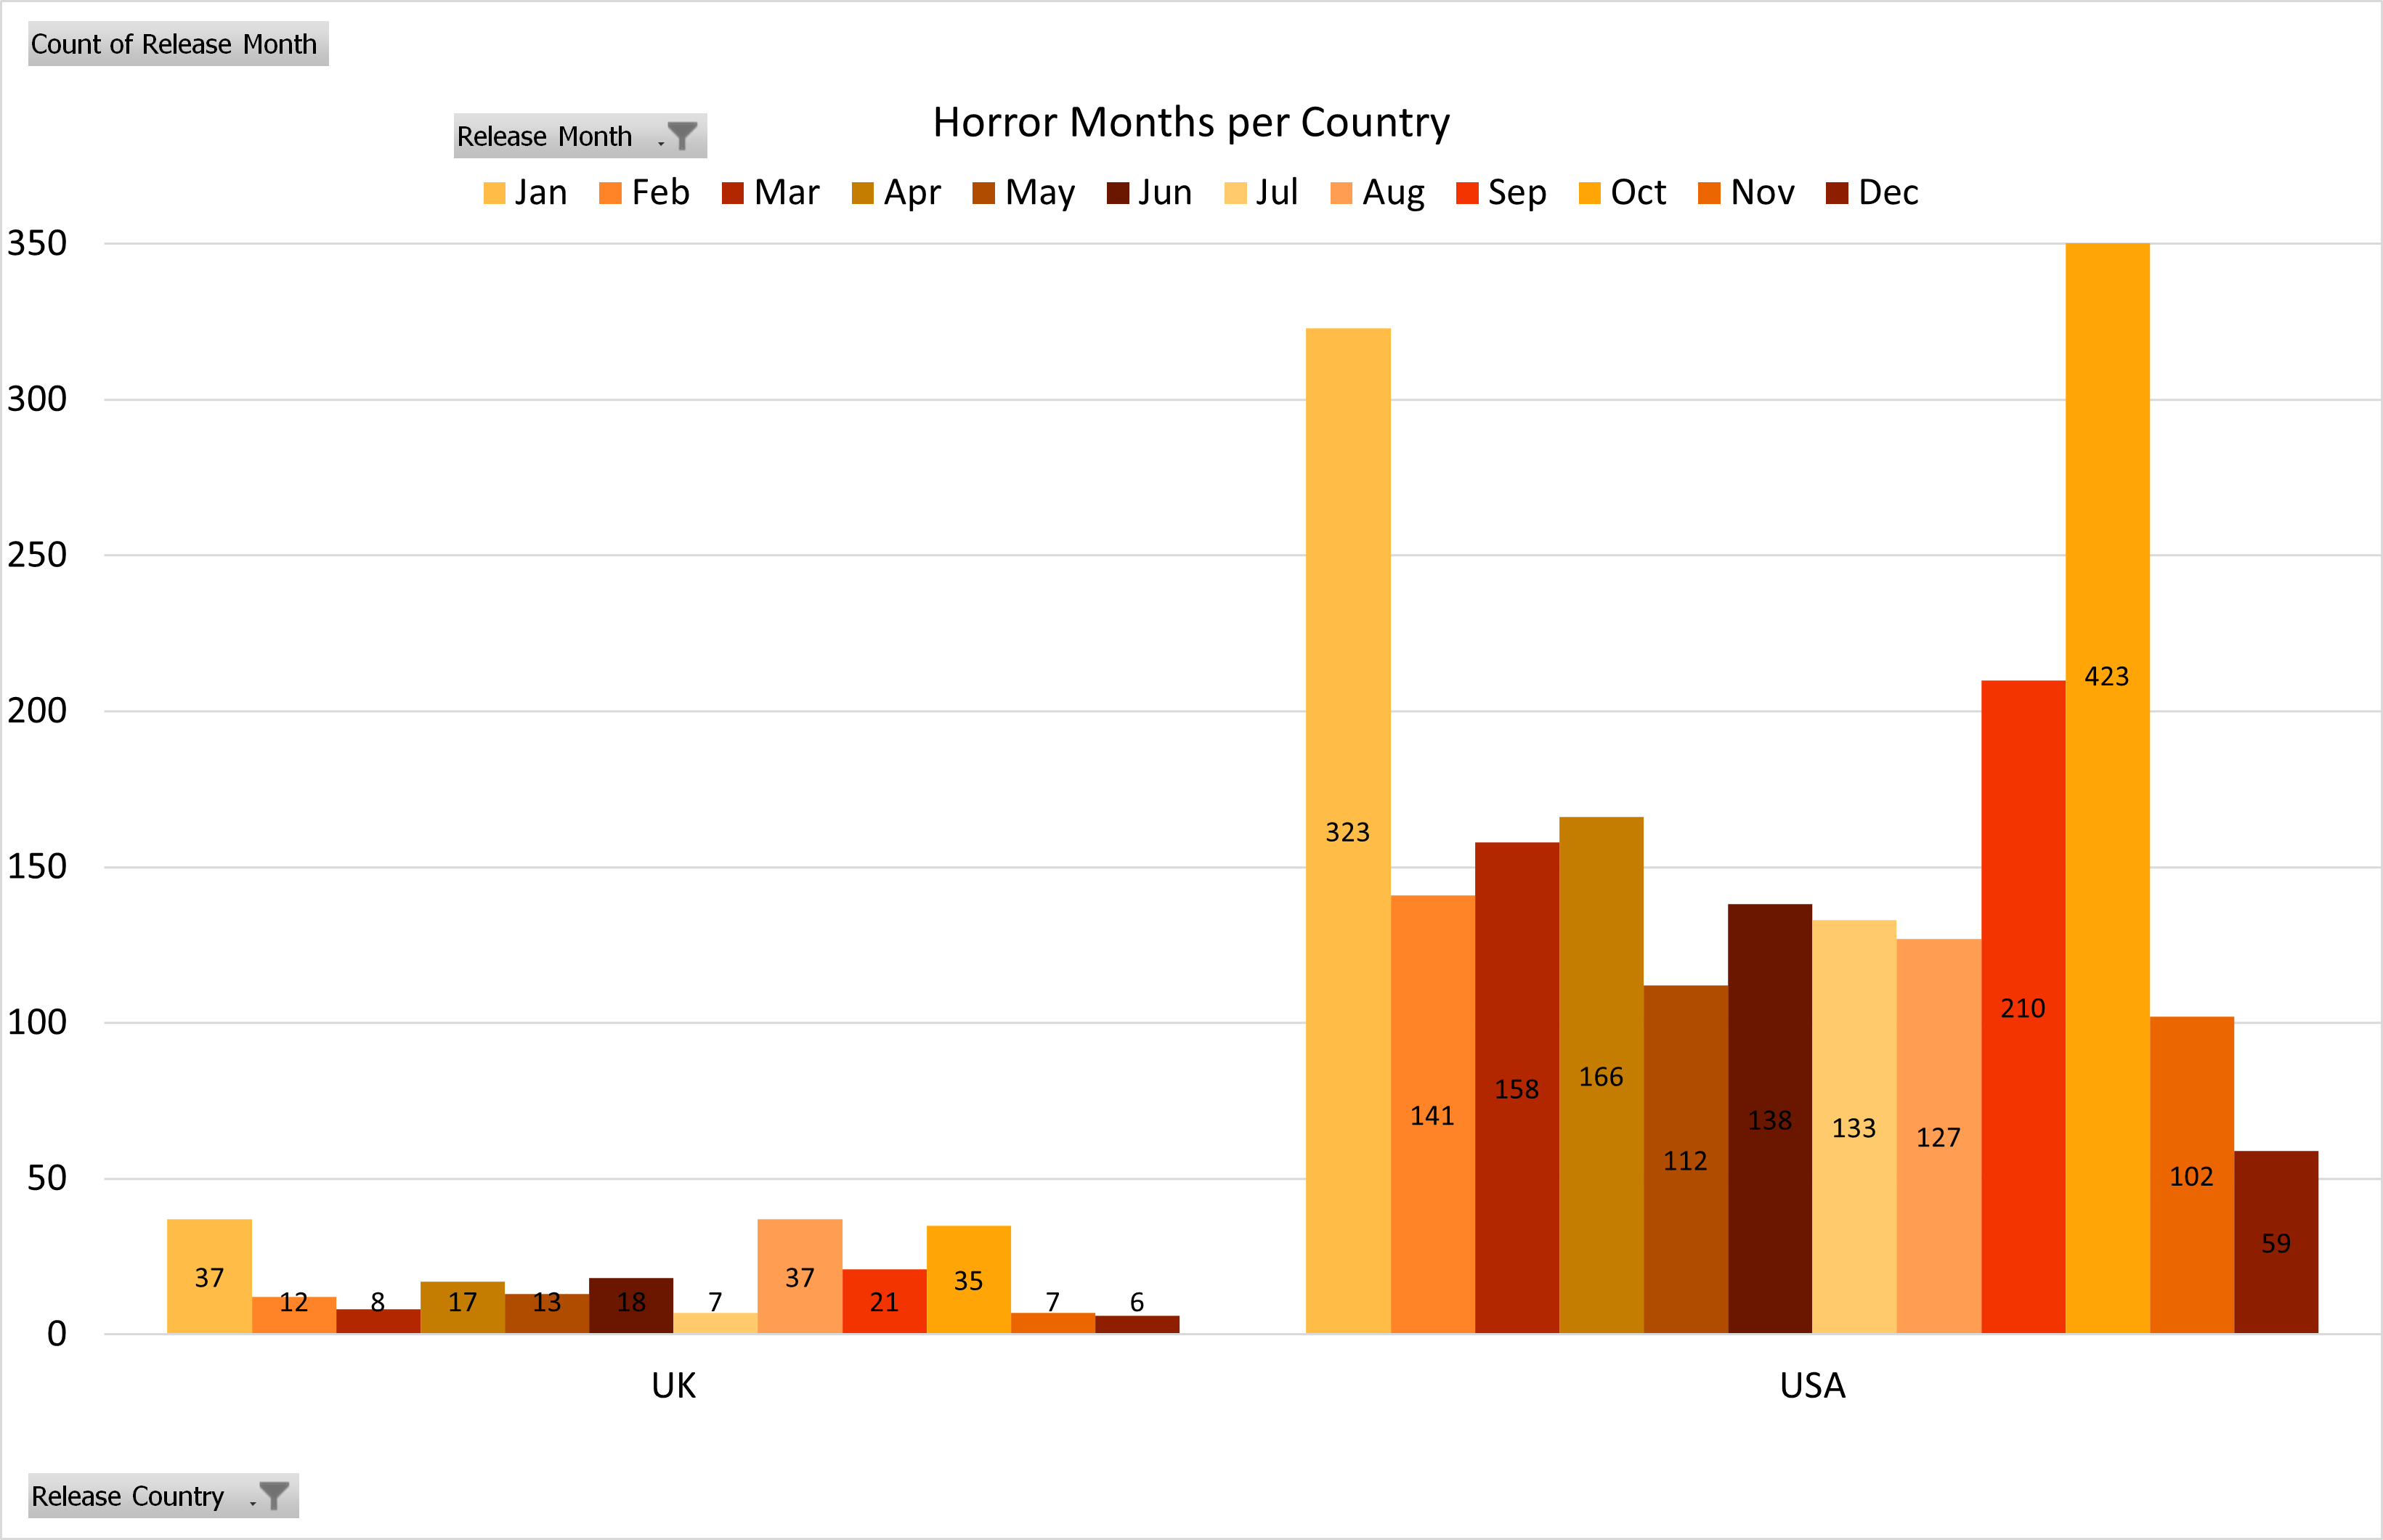 Count of Release Month
Horror Months per Country
Release Month
Jan Feb Mar Apr May Jun Jul Aug Sep Oct Nov Dec
350
300
250
200
150
100
50
0
37 12 8 17 13 18 7 37 21 35 7 6
323 141 158 166 112 138 133 127 210 423 102 59
UK USA
Release Country